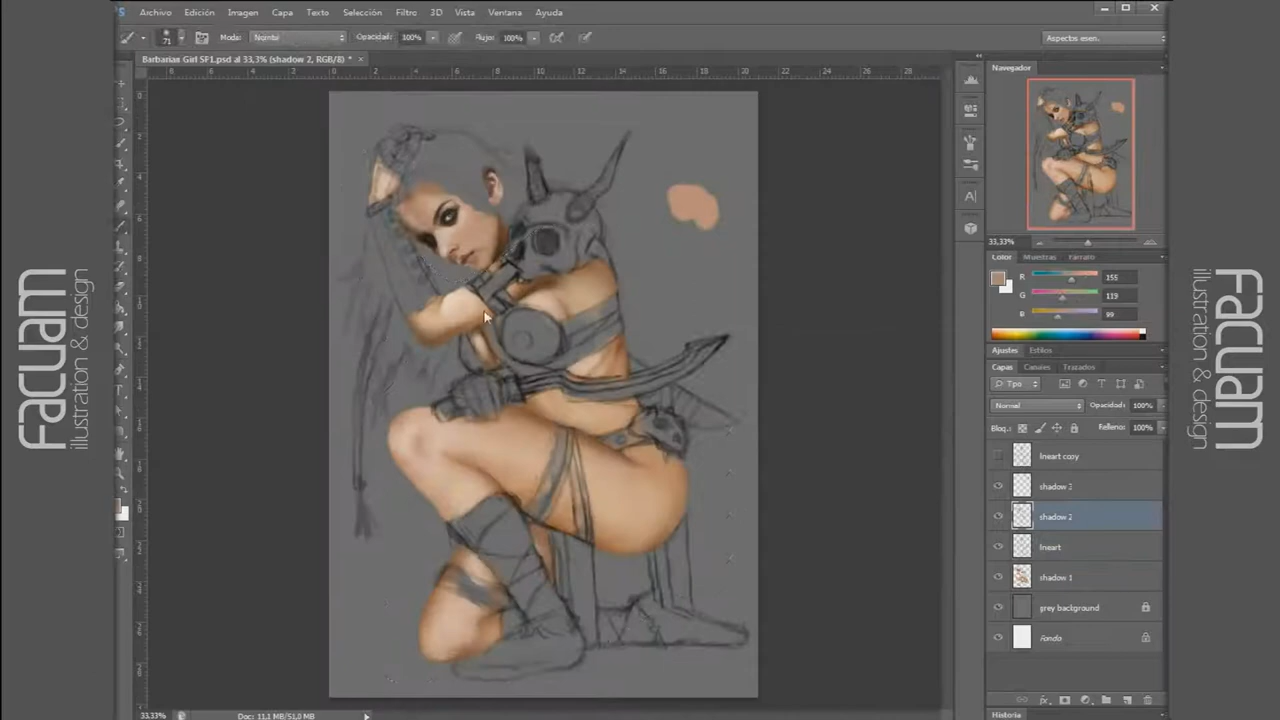 Archivo Edición Imagen Capa Texto Selección Filtro 3D Vista Ventana Ayuda
71 Modo: Normal Opacidad: 100% Flujo: 100% Aspectos esen.
Barbarian Girl SF1.psd al 33,3% (shadow 2, RGB/8) *
Navegador
33,33%
Color Muestras
R 155
G 119
B 99
Ajustes Estilos
Capas Canales Trazados
Tipo
Normal Opacidad: 100%
Bloq.: Relleno: 100%
lineart copy
shadow 3
shadow 2
lineart
shadow 1
grey background
Fondo
Historia
33,33% Doc: 11,1 MB/51,0 MB
Facuam
illustration & design
Facuam
illustration & design